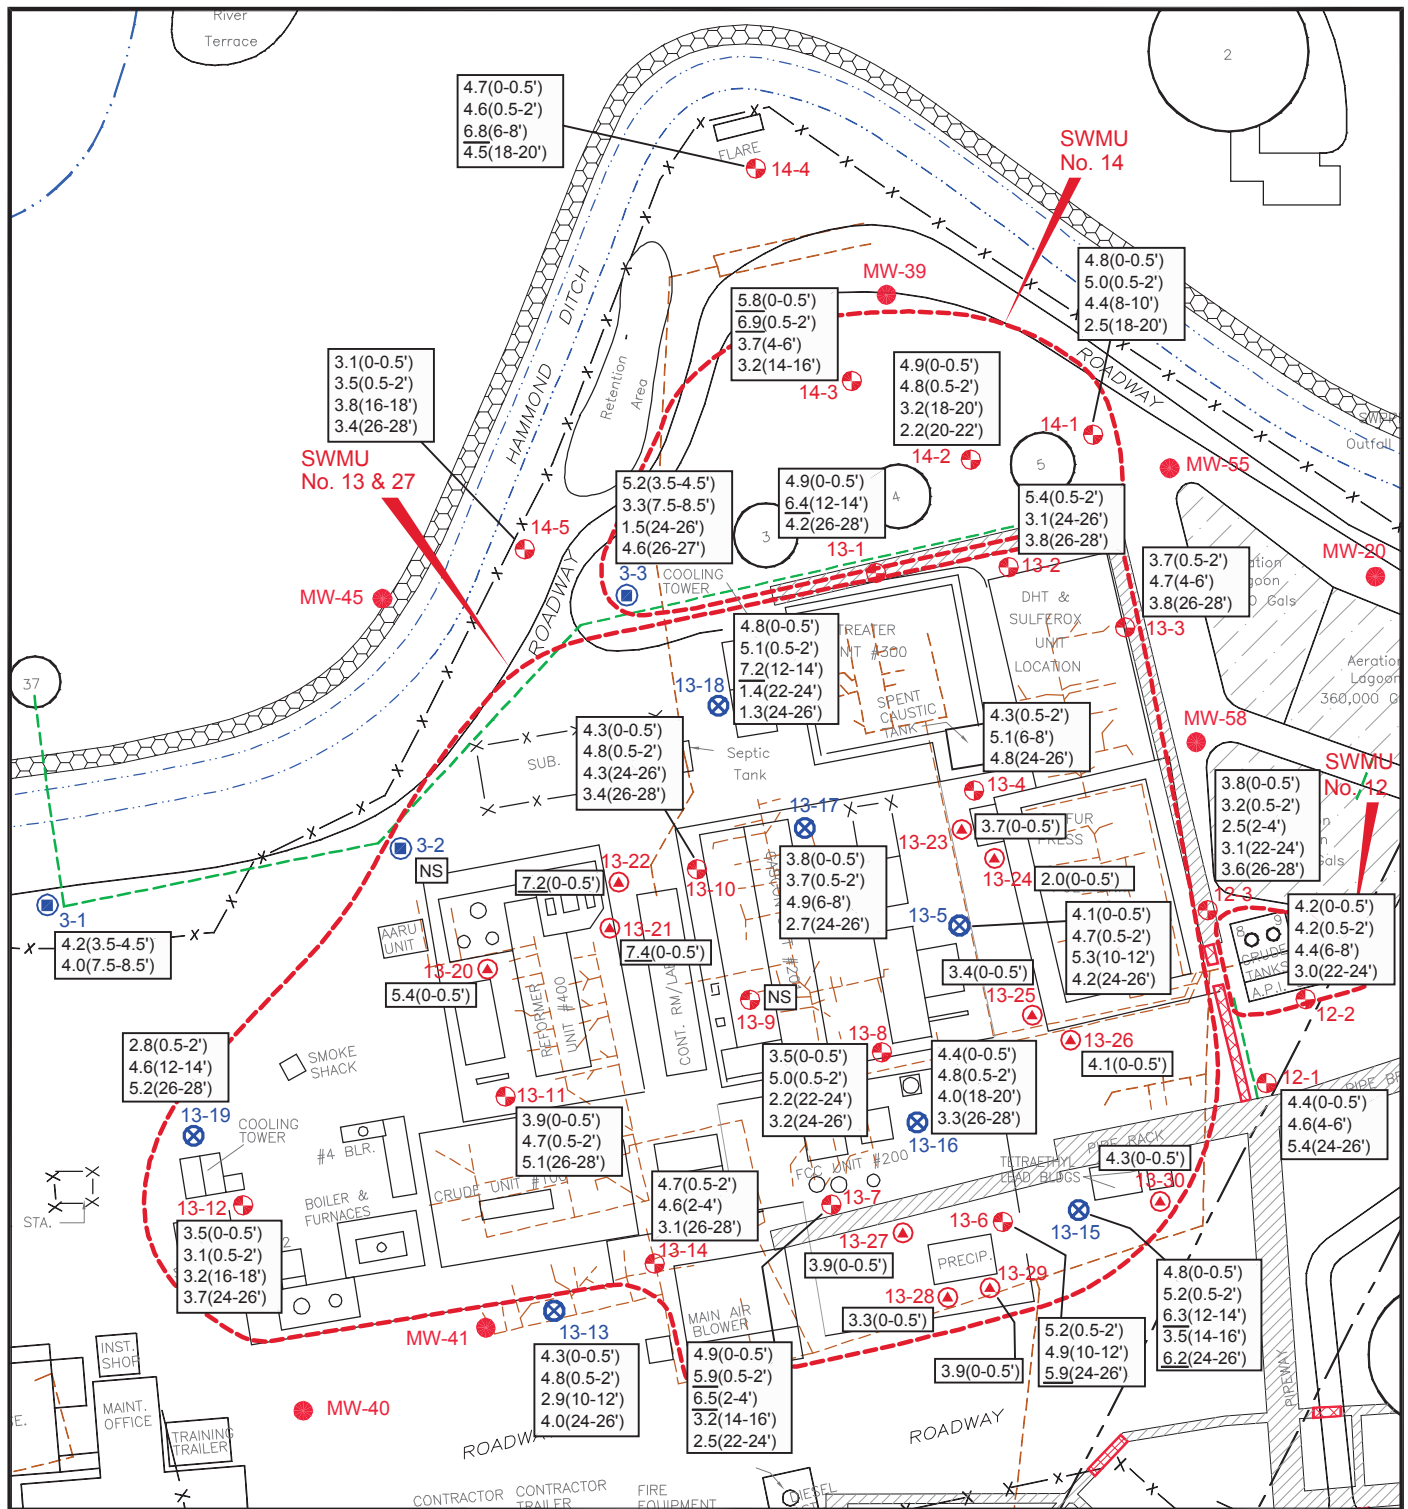 River
Terrace
2
4.7(0-0.5')
4.6(0.5-2')
6.8(6-8')
4.5(18-20')
FLARE
14-4
SWMU
No. 14
HAMMOND DITCH
Retention
Area
MW-39
5.8(0-0.5')
6.9(0.5-2')
3.7(4-6')
3.2(14-16')
14-3
4.8(0-0.5')
5.0(0.5-2')
4.4(8-10')
2.5(18-20')
ROADWAY
14-1
4.9(0-0.5')
4.8(0.5-2')
3.2(18-20')
2.2(20-22')
14-2
Outfall
MW-55
3.1(0-0.5')
3.5(0.5-2')
3.8(16-18')
3.4(26-28')
SWMU
No. 13 & 27
14-5
ROADWAY
MW-45
5.2(3.5-4.5')
3.3(7.5-8.5')
1.5(24-26')
4.6(26-27')
3-3
COOLING
TOWER
3
4
5
4.9(0-0.5')
6.4(12-14')
4.2(26-28')
13-1
5.4(0.5-2')
3.1(24-26')
3.8(26-28')
13-2
MW-20
3.7(0.5-2')
4.7(4-6')
3.8(26-28')
13-3
DHT &
SULFEROX
UNIT
LOCATION
37
Aeration
Lagoon
4.8(0-0.5')
5.1(0.5-2')
7.2(12-14')
1.4(22-24')
1.3(24-26')
13-18
SPENT
CAUSTIC
TANK
MW-58
4.3(0-0.5')
4.8(0.5-2')
4.3(24-26')
3.4(26-28')
SUB.
Septic
Tank
4.3(0.5-2')
5.1(6-8')
4.8(24-26')
13-4
SWMU
No. 12
3.8(0-0.5')
3.2(0.5-2')
2.5(2-4')
3.1(22-24')
3.6(26-28')
13-17
13-23
3.7(0-0.5')
3-2
NS
7.2(0-0.5')
13-22
13-10
3.8(0-0.5')
3.7(0.5-2')
4.9(6-8')
2.7(24-26')
13-24
2.0(0-0.5')
12-3
3-1
4.2(3.5-4.5')
4.0(7.5-8.5')
AARU
UNIT
13-21
7.4(0-0.5')
13-5
4.1(0-0.5')
4.7(0.5-2')
5.3(10-12')
4.2(24-26')
8
9
CRUDE
TANKS
A.P.I.
4.2(0-0.5')
4.2(0.5-2')
4.4(6-8')
3.0(22-24')
12-2
13-20
5.4(0-0.5')
REFORMER
UNIT #400
CONT. RM/LAB
13-9
NS
3.4(0-0.5')
13-25
2.8(0.5-2')
4.6(12-14')
5.2(26-28')
SMOKE
SHACK
13-8
3.5(0-0.5')
5.0(0.5-2')
2.2(22-24')
3.2(24-26')
4.4(0-0.5')
4.8(0.5-2')
4.0(18-20')
3.3(26-28')
13-26
4.1(0-0.5')
12-1
4.4(0-0.5')
4.6(4-6')
5.4(24-26')
13-11
3.9(0-0.5')
4.7(0.5-2')
5.1(26-28')
13-19
COOLING
TOWER
#4 BLR.
13-16
PIPE RACK
FCC UNIT #200
TETRAETHYL
LEAD BLDGS
4.3(0-0.5')
13-30
STA.
BOILER &
FURNACES
CRUDE UNIT #100
13-12
3.5(0-0.5')
3.1(0.5-2')
3.2(16-18')
3.7(24-26')
4.7(0.5-2')
4.6(2-4')
3.1(26-28')
13-14
13-7
13-27
3.9(0-0.5')
13-6
13-15
PRECIP.
4.8(0-0.5')
5.2(0.5-2')
6.3(12-14')
3.5(14-16')
6.2(24-26')
13-28
13-29
3.3(0-0.5')
MW-41
13-13
MAIN AIR
BLOWER
INST.
SHOP
4.3(0-0.5')
4.8(0.5-2')
2.9(10-12')
4.0(24-26')
4.9(0-0.5')
5.9(0.5-2')
6.5(2-4')
3.2(14-16')
2.5(22-24')
3.9(0-0.5')
5.2(0.5-2')
4.9(10-12')
5.9(24-26')
PIPEWAY
MAINT.
OFFICE
TRAINING
TRAILER
MW-40
ROADWAY
ROADWAY
CONTRACTOR
CONTRACTOR
TRAILER
FIRE
EQUIPMENT
DIESEL